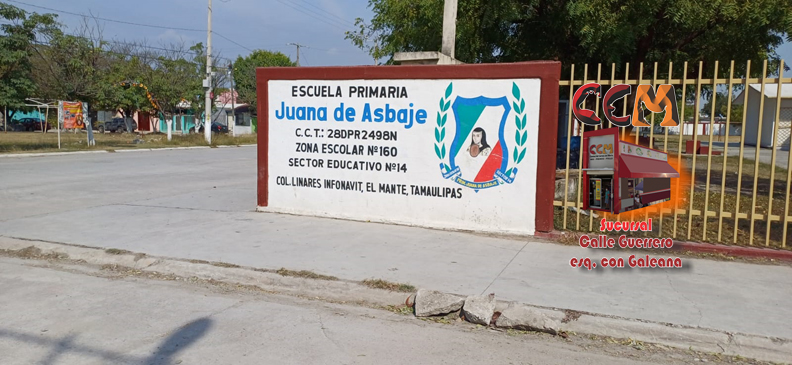 ESCUELA PRIMARIA
Juana de Asbaje
C.C.T.: 28DPR2498N
ZONA ESCOLAR Nº160
SECTOR EDUCATIVO Nº14
COL. LINARES INFONAVIT, EL MANTE, TAMAULIPAS
CCM
CCM
Sucursal
Calle Guerrero
esq. con Galeana